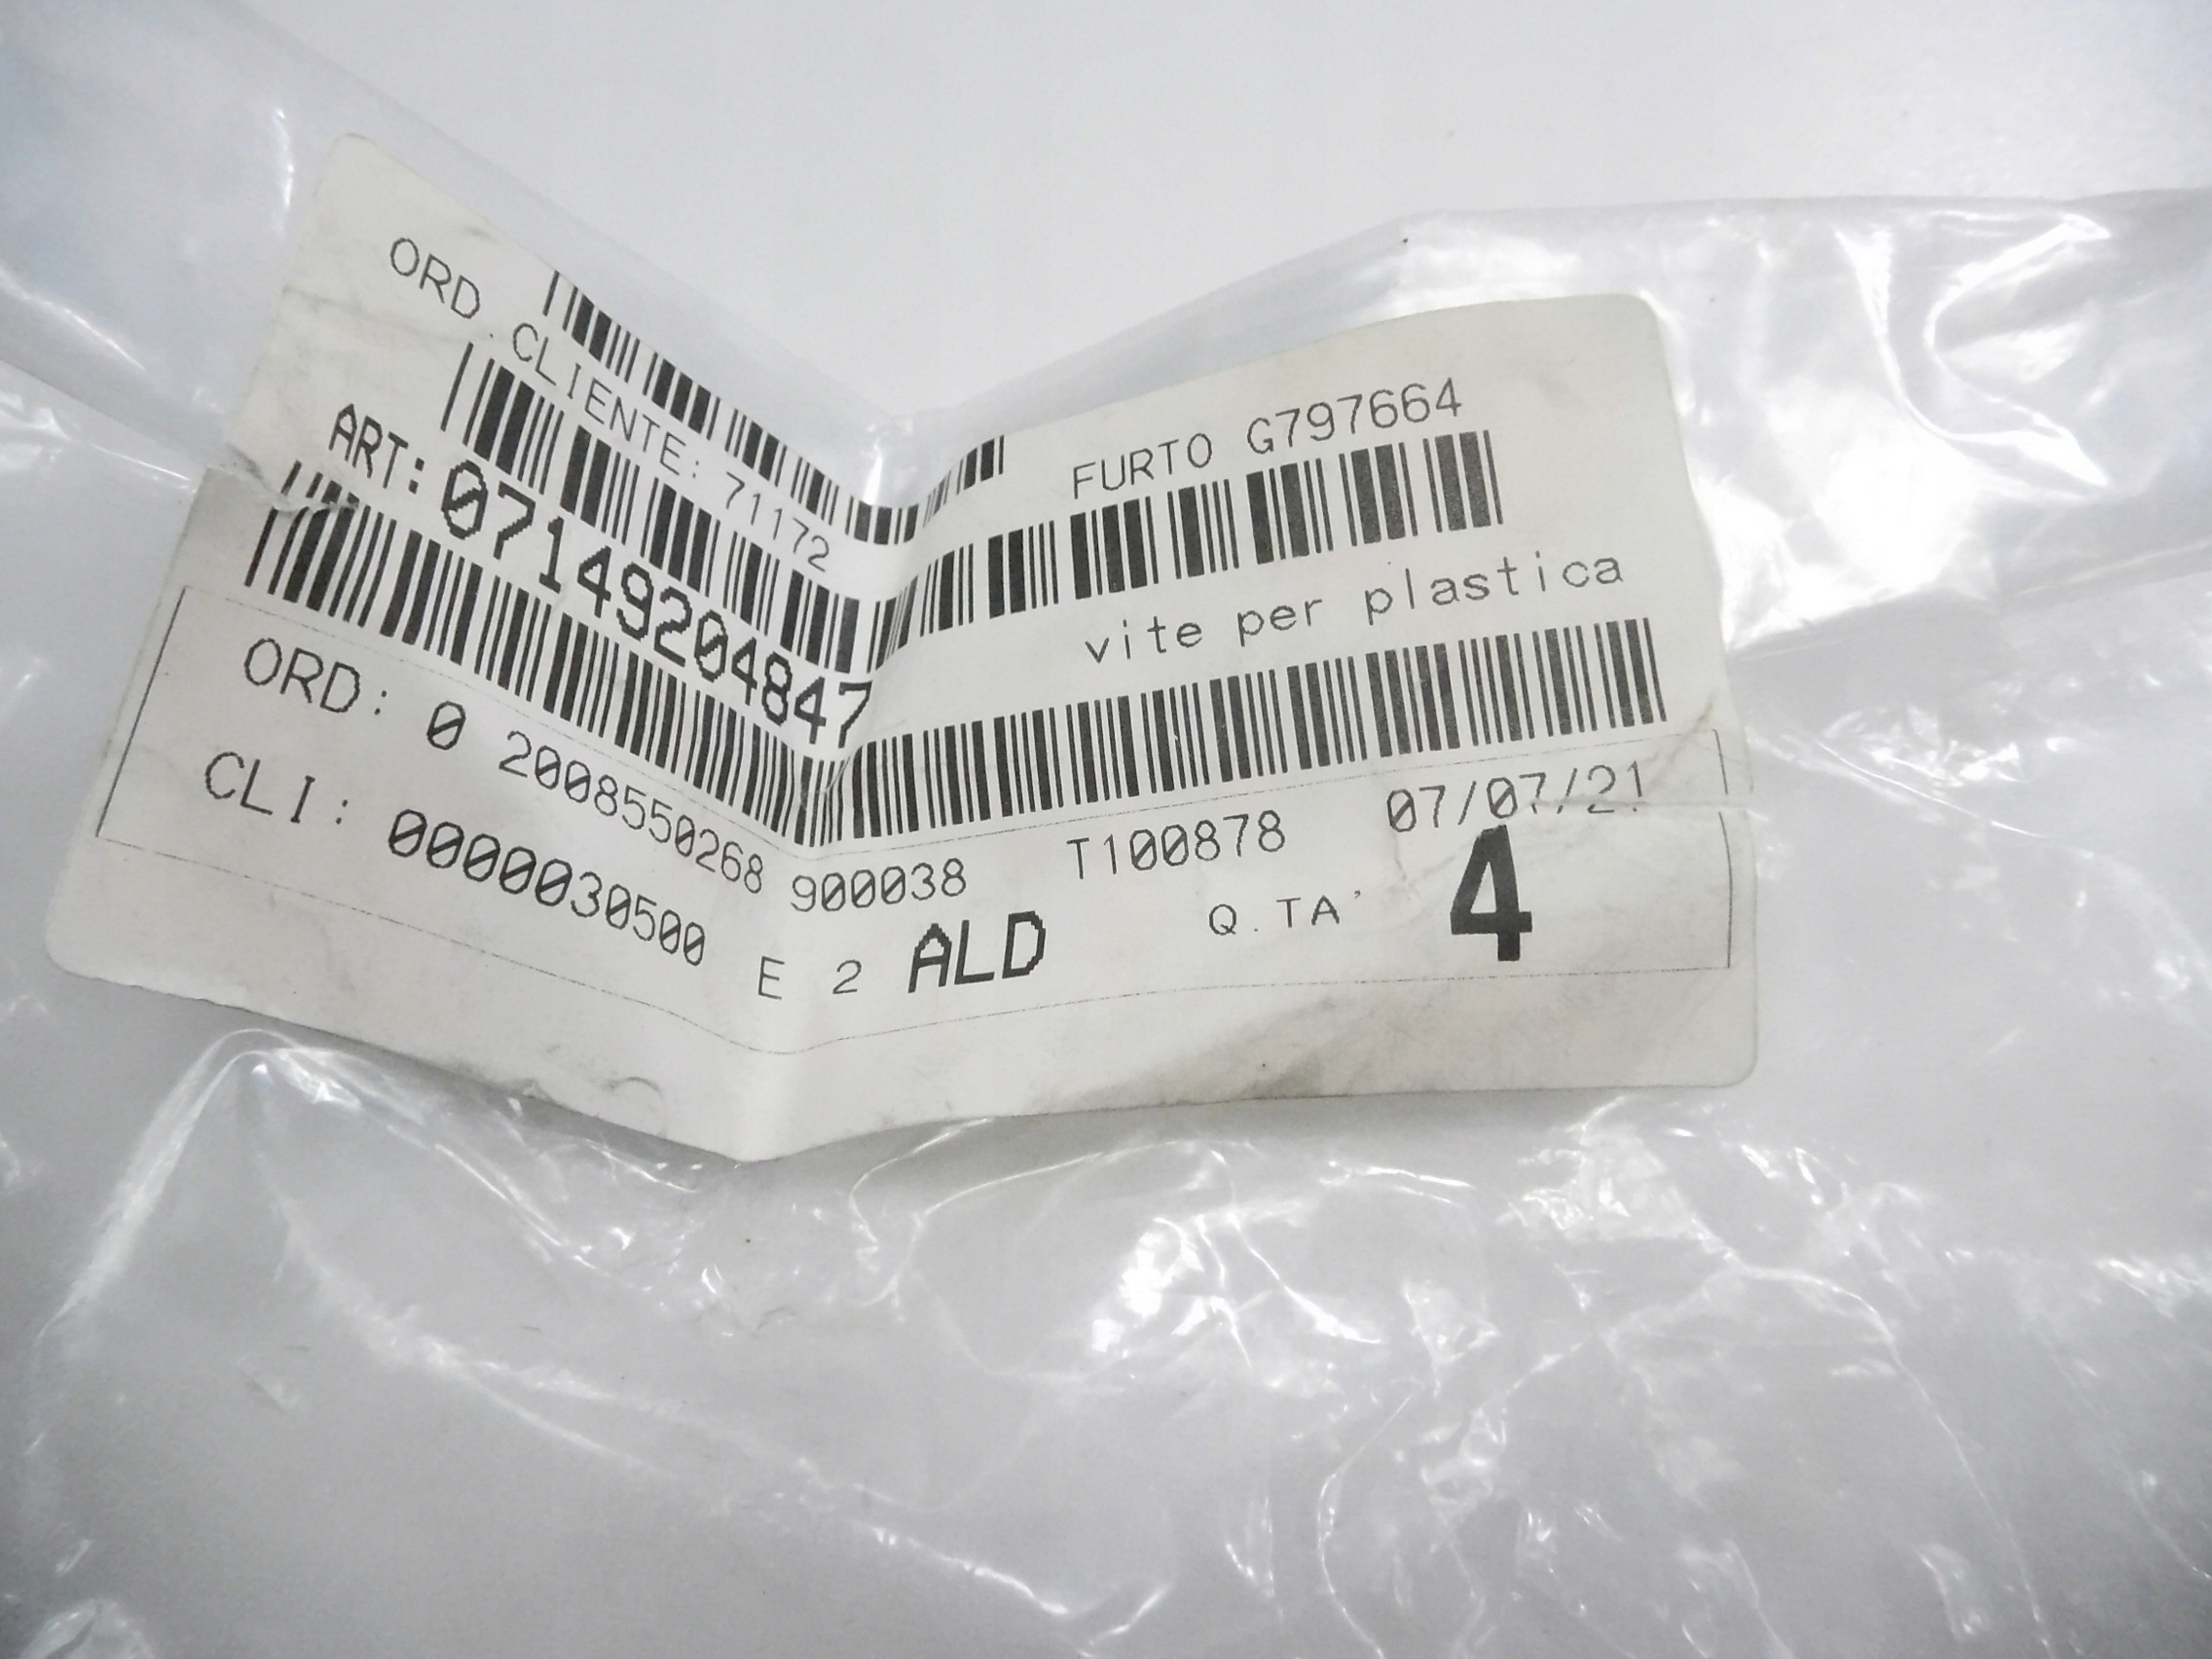 ORD.CLIENTE: 71172 FURTO G797664
ART: 07149204847 vite per plastica
ORD: 0 2008550268 900038 T100878 07/07/21
CLI: 0000030500 E 2 ALD Q.TA' 4